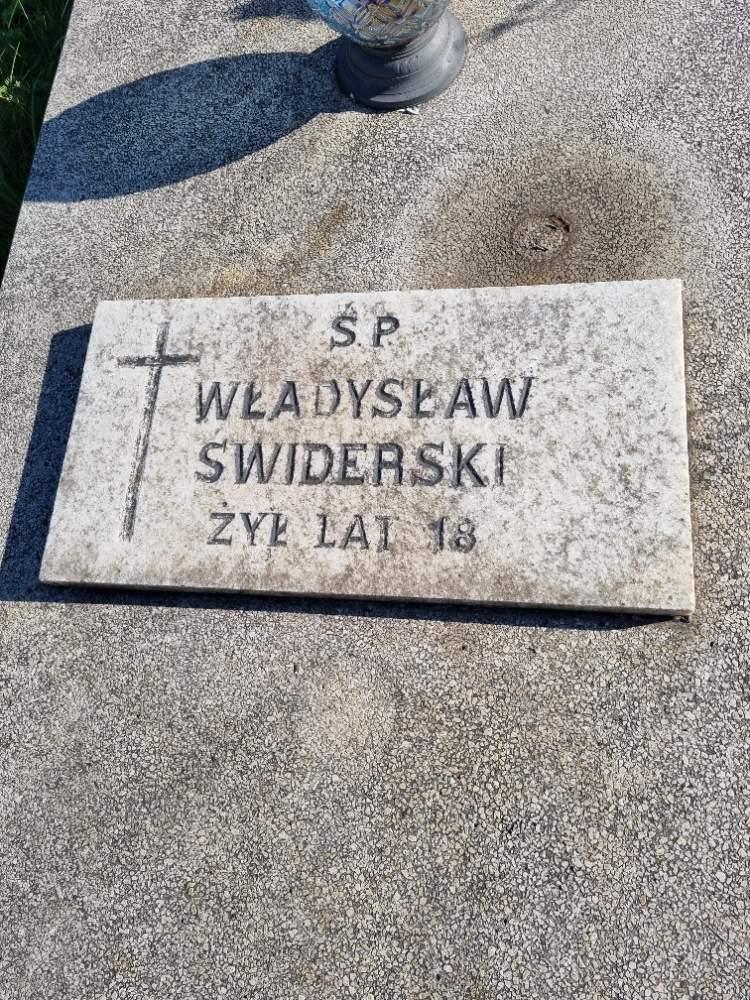 Ś.P.
WŁADYSŁAW
ŚWIDERSKI
ŻYŁ LAT 18